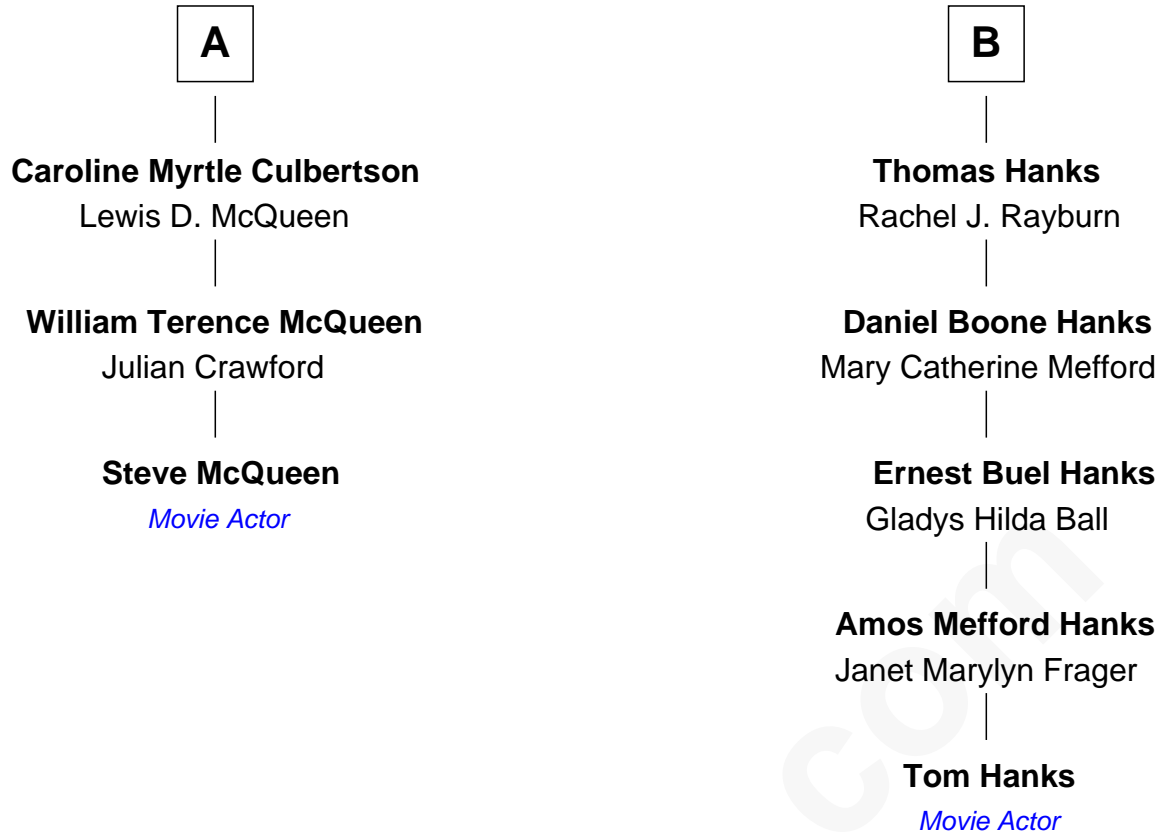 A
Caroline Myrtle Culbertson
Lewis D. McQueen
William Terence McQueen
Julian Crawford
Steve McQueen
Movie Actor
B
Thomas Hanks
Rachel J. Rayburn
Daniel Boone Hanks
Mary Catherine Mefford
Ernest Buel Hanks
Gladys Hilda Ball
Amos Mefford Hanks
Janet Marylyn Frager
Tom Hanks
Movie Actor
com